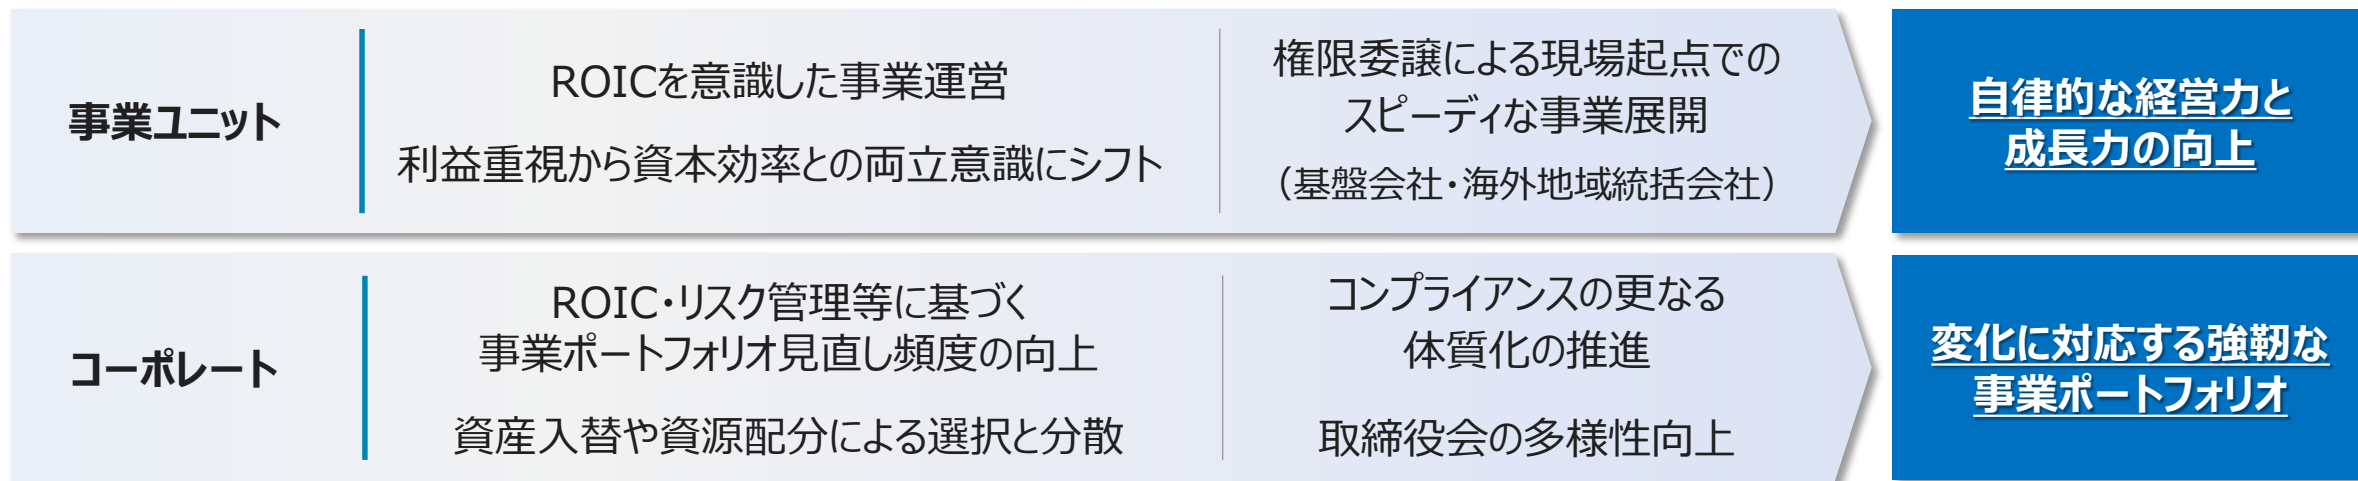 事業ユニット
ROICを意識した事業運営
利益重視から資本効率との両立意識にシフト
権限委譲による現場起点での
スピーディな事業展開
（基盤会社・海外地域統括会社）
自律的な経営力と
成長力の向上
コーポレート
ROIC・リスク管理等に基づく
事業ポートフォリオ見直し頻度の向上
資産入替や資源配分による選択と分散
コンプライアンスの更なる
体質化の推進
取締役会の多様性向上
変化に対応する強靭な
事業ポートフォリオ